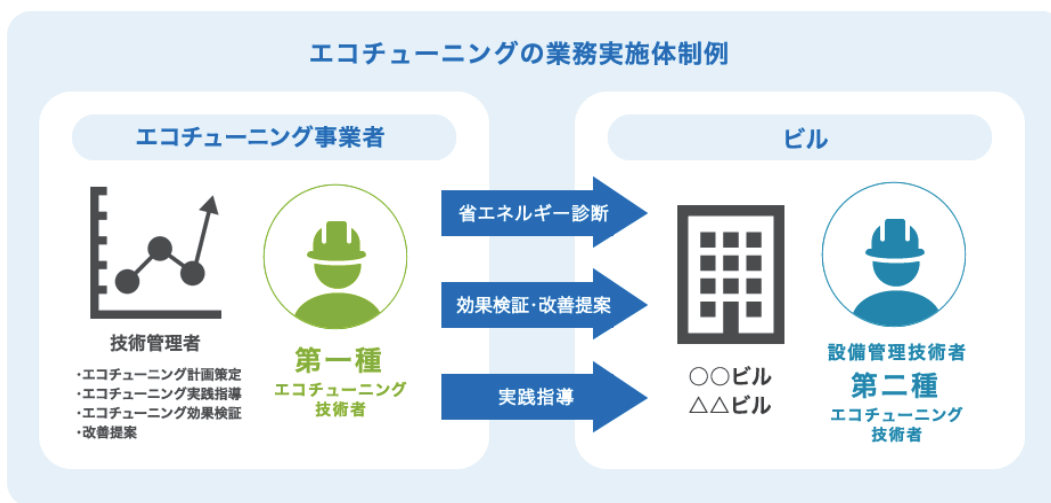 エコチューニングの業務実施体制例
エコチューニング事業者
技術管理者
・エコチューニング計画策定
・エコチューニング実践指導
・エコチューニング効果検証
・改善提案
第一種
エコチューニング
技術者
省エネルギー診断
効果検証・改善提案
実践指導
ビル
○○ビル
△△ビル
設備管理技術者
第二種
エコチューニング
技術者